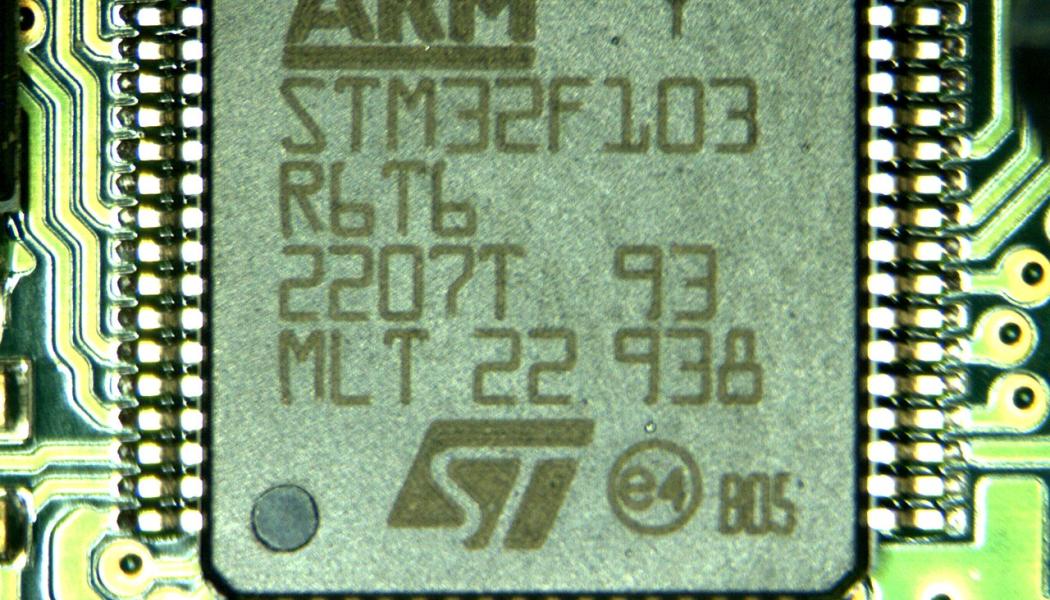 ARM Y
STM32F103
R6T6
2207T 93
MLT 22 938
ST e4 805